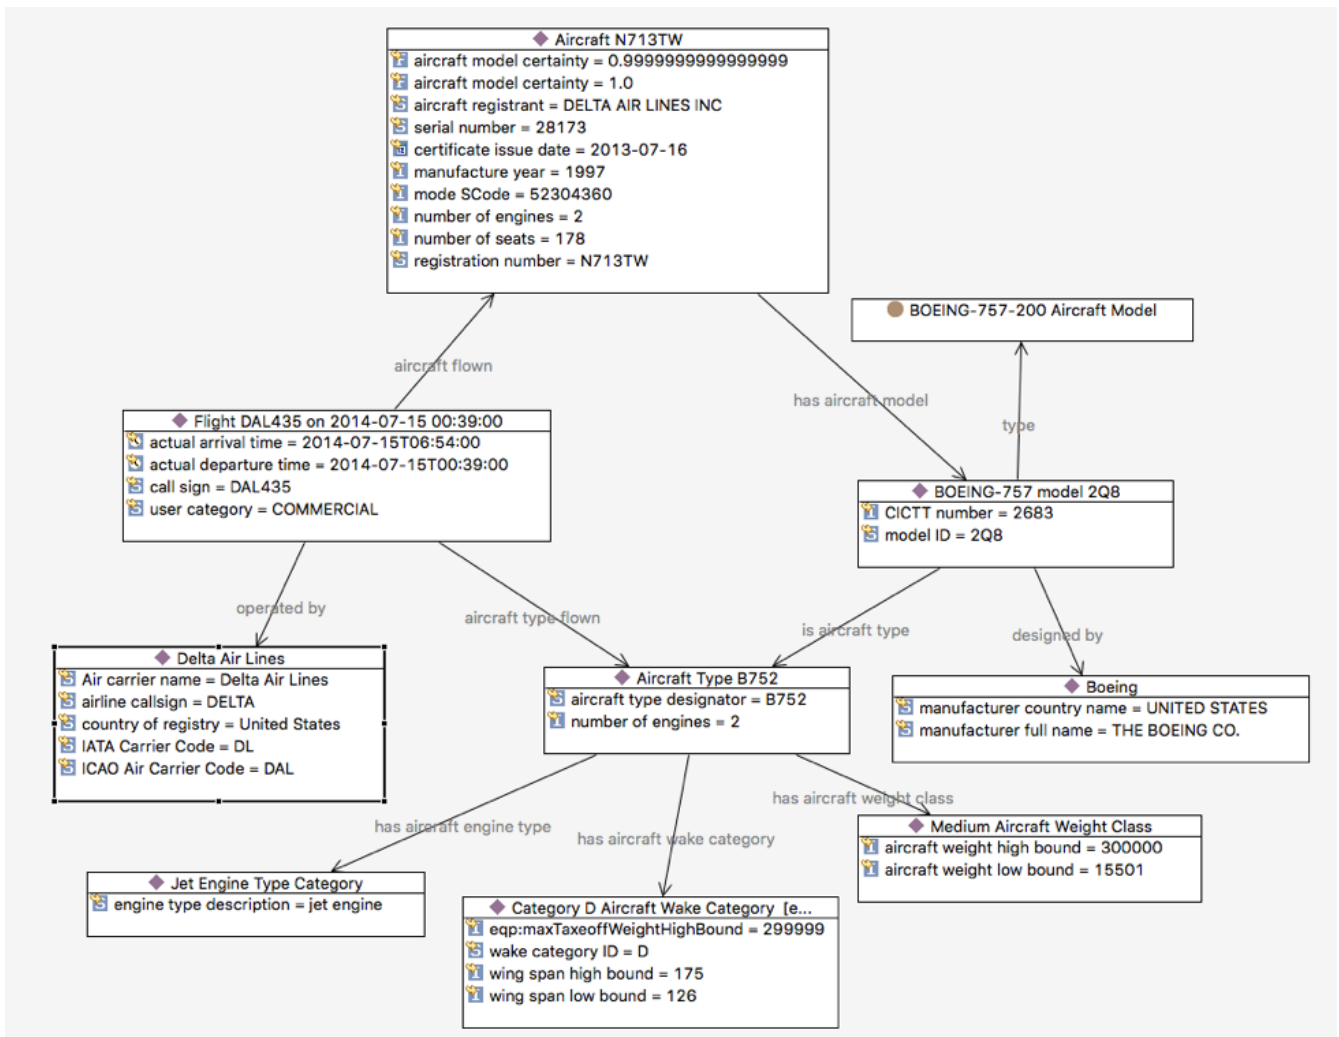 Aircraft N713TW
aircraft model certainty = 0.9999999999999999
aircraft model certainty = 1.0
aircraft registrant = DELTA AIR LINES INC
serial number = 28173
certificate issue date = 2013-07-16
manufacture year = 1997
mode SCode = 52304360
number of engines = 2
number of seats = 178
registration number = N713TW
BOEING-757-200 Aircraft Model
aircraft flown
has aircraft model
type
Flight DAL435 on 2014-07-15 00:39:00
actual arrival time = 2014-07-15T06:54:00
actual departure time = 2014-07-15T00:39:00
call sign = DAL435
user category = COMMERCIAL
BOEING-757 model 2Q8
CICTT number = 2683
model ID = 2Q8
operated by
aircraft type flown
is aircraft type
designed by
Delta Air Lines
Air carrier name = Delta Air Lines
airline callsign = DELTA
country of registry = United States
IATA Carrier Code = DL
ICAO Air Carrier Code = DAL
Aircraft Type B752
aircraft type designator = B752
number of engines = 2
Boeing
manufacturer country name = UNITED STATES
manufacturer full name = THE BOEING CO.
has aircraft engine type
has aircraft wake category
has aircraft weight class
Jet Engine Type Category
engine type description = jet engine
Category D Aircraft Wake Category [e...
eqp:maxTaxeoffWeightHighBound = 299999
wake category ID = D
wing span high bound = 175
wing span low bound = 126
Medium Aircraft Weight Class
aircraft weight high bound = 300000
aircraft weight low bound = 15501